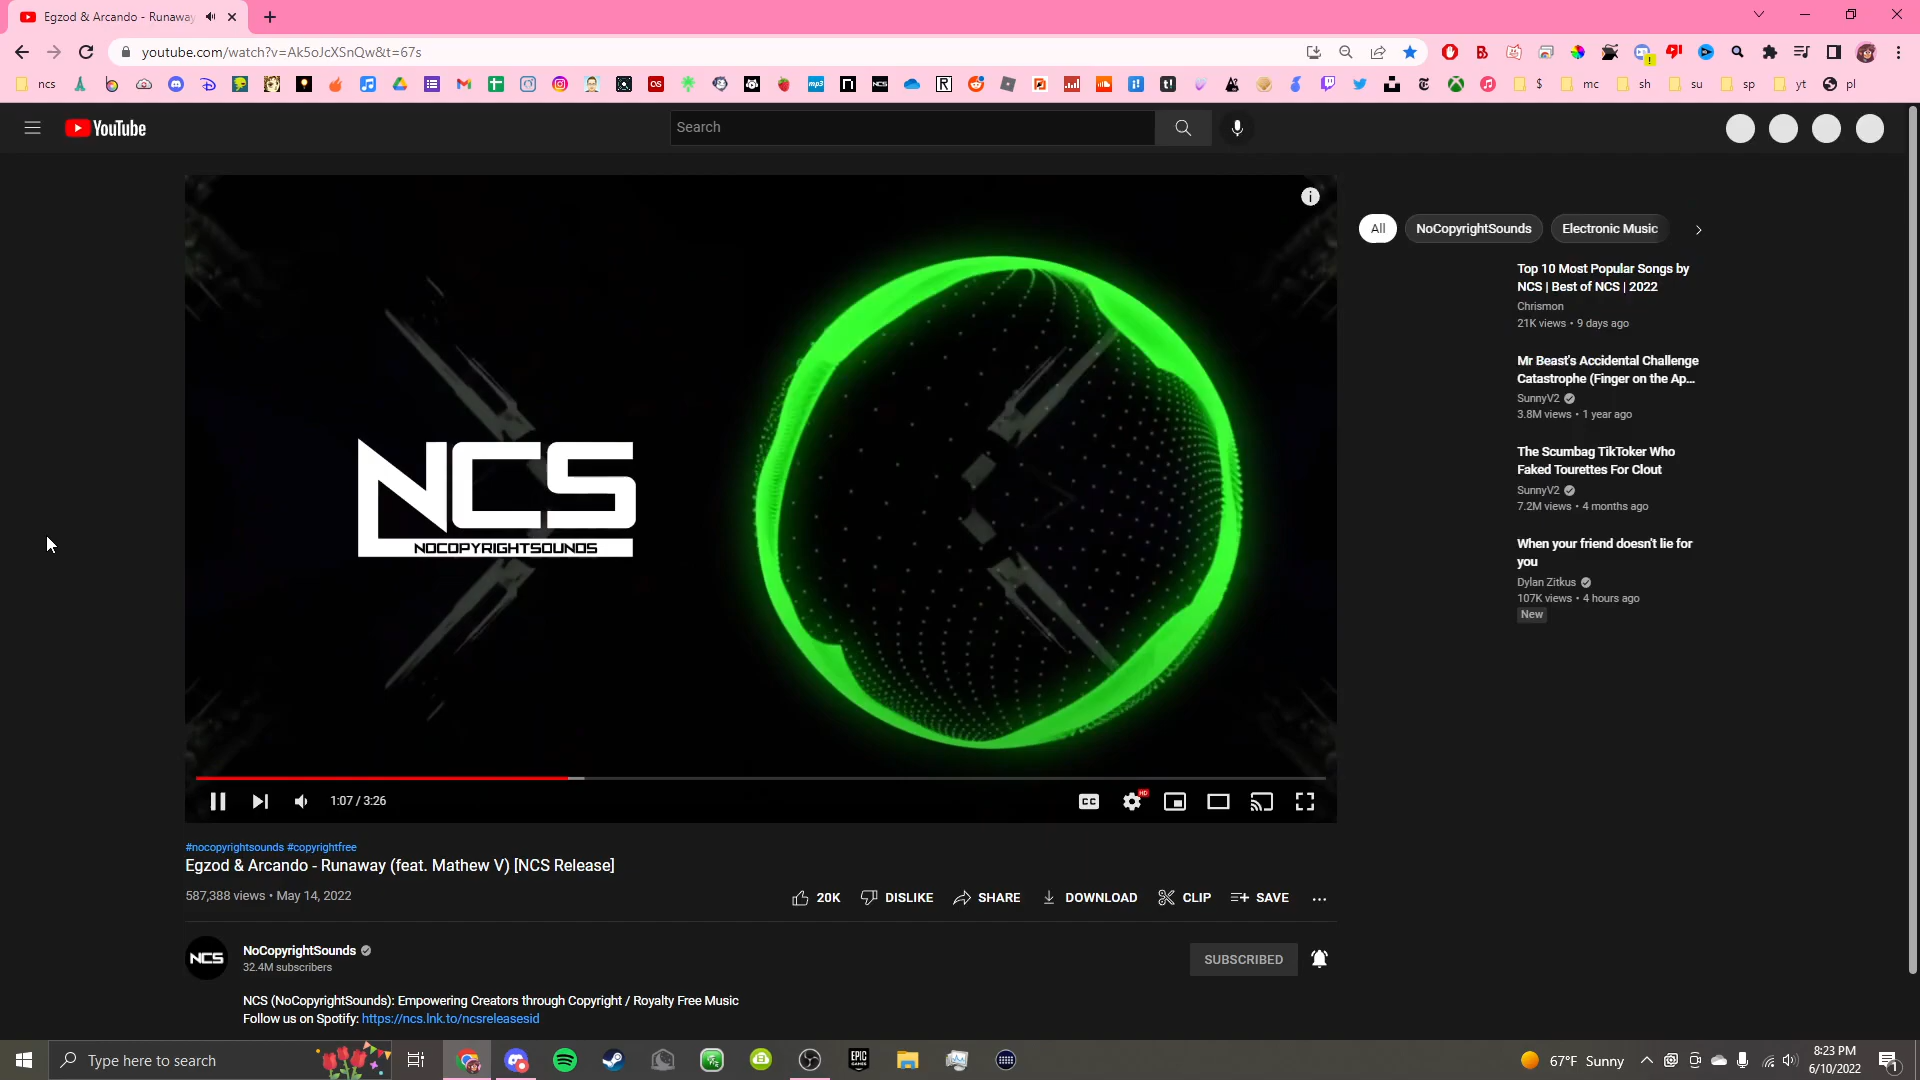 Egzod & Arcando - Runaway
youtube.com/watch?v=Ak5oJcXSnQw&t=67s
ncs
$
mc
sh
su
sp
yt
pl
YouTube
Search
NCS
NOCOPYRIGHTSOUNDS
All
NoCopyrightSounds
Electronic Music
Top 10 Most Popular Songs by
NCS | Best of NCS | 2022
Chrismon
21K views • 9 days ago
Mr Beast's Accidental Challenge
Catastrophe (Finger on the Ap...
SunnyV2
3.8M views • 1 year ago
The Scumbag TikToker Who
Faked Tourettes For Clout
SunnyV2
7.2M views • 4 months ago
When your friend doesn't lie for
you
Dylan Zitkus
107K views • 4 hours ago
New
1:07 / 3:26
CC
HD
#nocopyrightsounds #copyrightfree
Egzod & Arcando - Runaway (feat. Mathew V) [NCS Release]
587,388 views • May 14, 2022
20K
DISLIKE
SHARE
DOWNLOAD
CLIP
SAVE
NCS
NoCopyrightSounds
32.4M subscribers
SUBSCRIBED
NCS (NoCopyrightSounds): Empowering Creators through Copyright / Royalty Free Music
Follow us on Spotify: https://ncs.lnk.to/ncsreleasesid
Type here to search
EPIC
GAMES
67°F Sunny
8:23 PM
6/10/2022
1